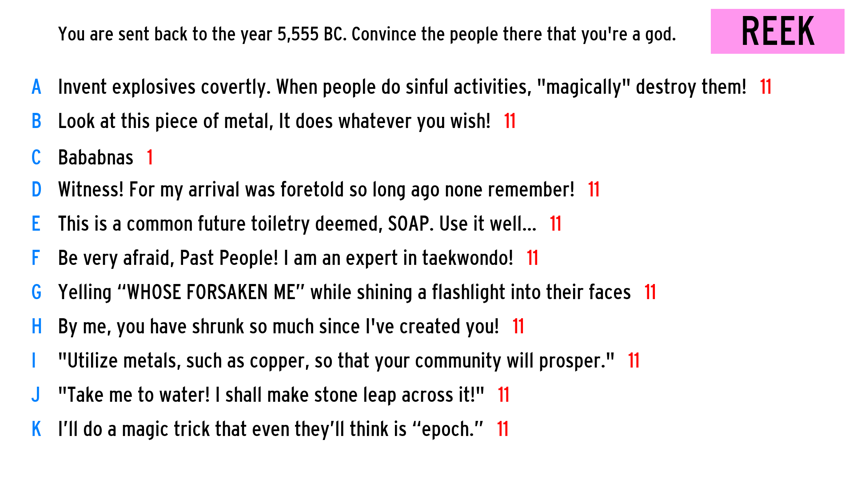 You are sent back to the year 5,555 BC. Convince the people there that you're a god.
REEK
A Invent explosives covertly. When people do sinful activities, "magically" destroy them! 11
B Look at this piece of metal, It does whatever you wish! 11
C Bababnas 1
D Witness! For my arrival was foretold so long ago none remember! 11
E This is a common future toiletry deemed, SOAP. Use it well... 11
F Be very afraid, Past People! I am an expert in taekwondo! 11
G Yelling “WHOSE FORSAKEN ME” while shining a flashlight into their faces 11
H By me, you have shrunk so much since I've created you! 11
I "Utilize metals, such as copper, so that your community will prosper." 11
J "Take me to water! I shall make stone leap across it!" 11
K I’ll do a magic trick that even they’ll think is “epoch.” 11